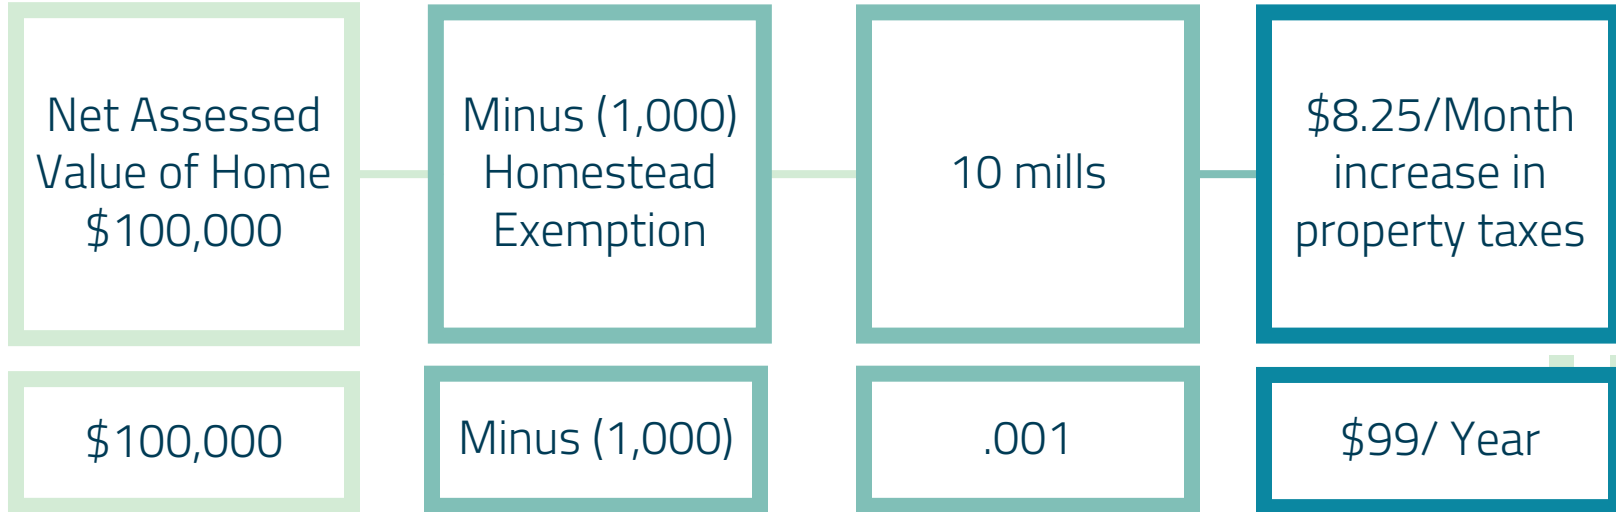 Net Assessed
Value of Home
$100,000
Minus (1,000)
Homestead
Exemption
10 mills
$8.25/Month
increase in
property taxes
$100,000
Minus (1,000)
.001
$99/ Year